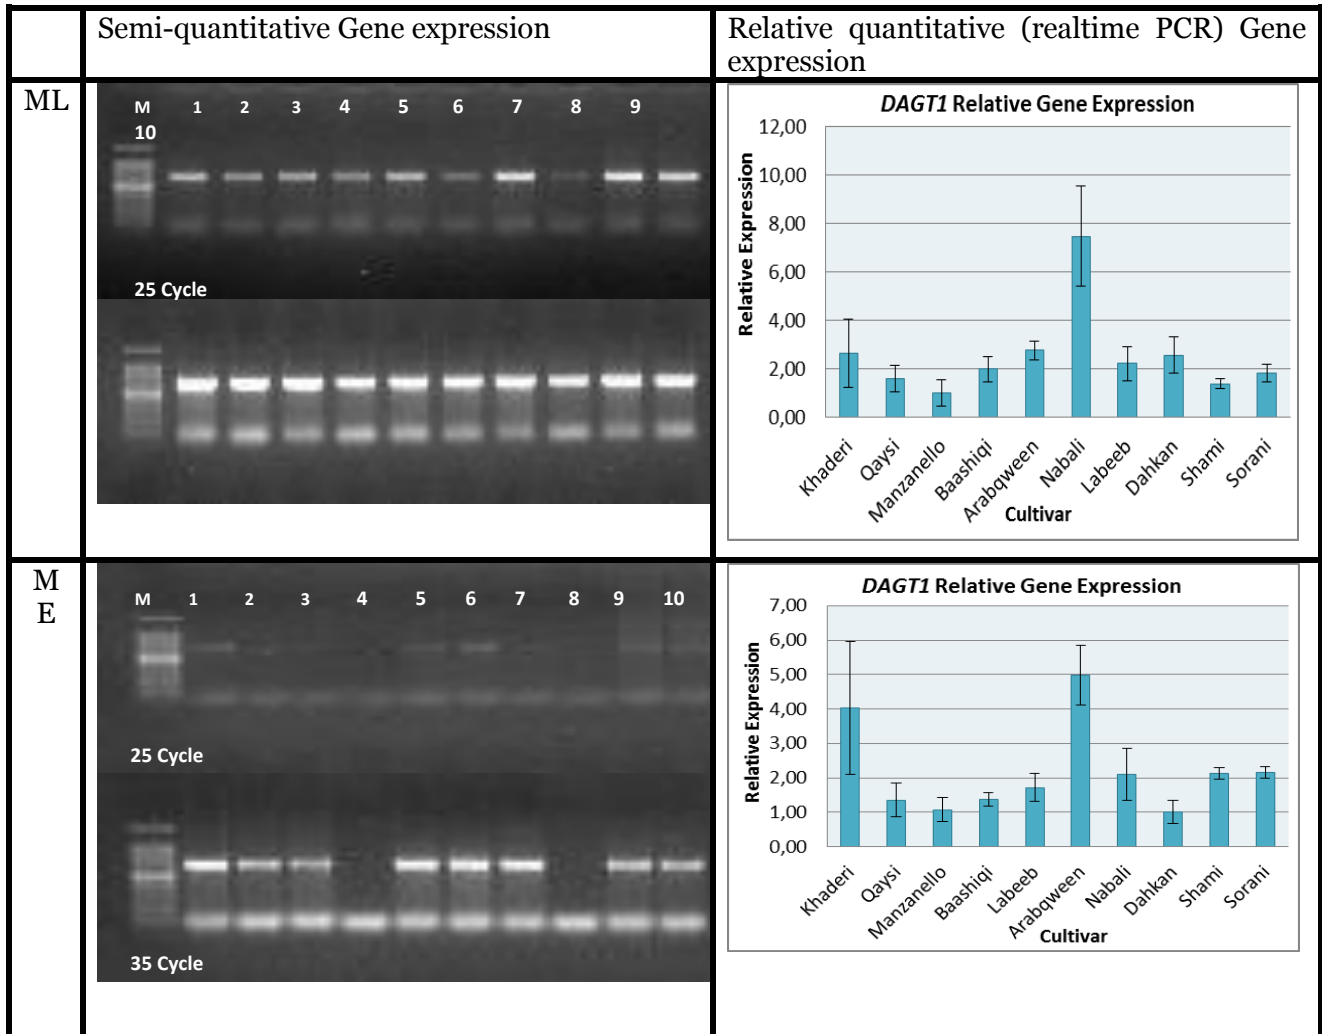 Semi-quantitative Gene expression
Relative quantitative (realtime PCR) Gene
expression
ML
M 1 2 3 4 5 6 7 8 9
10
25 Cycle
DAGT1 Relative Gene Expression
Relative Expression
12,00
10,00
8,00
6,00
4,00
2,00
0,00
Khaderi
Qaysi
Manzanello
Baashiqi
Arabqween
Nabali
Labeeb
Dahkan
Shami
Sorani
Cultivar
M
E
M 1 2 3 4 5 6 7 8 9 10
25 Cycle
35 Cycle
DAGT1 Relative Gene Expression
Relative Expression
7,00
6,00
5,00
4,00
3,00
2,00
1,00
0,00
Khaderi
Qaysi
Manzanello
Baashiqi
Labeeb
Arabqween
Nabali
Dahkan
Shami
Sorani
Cultivar